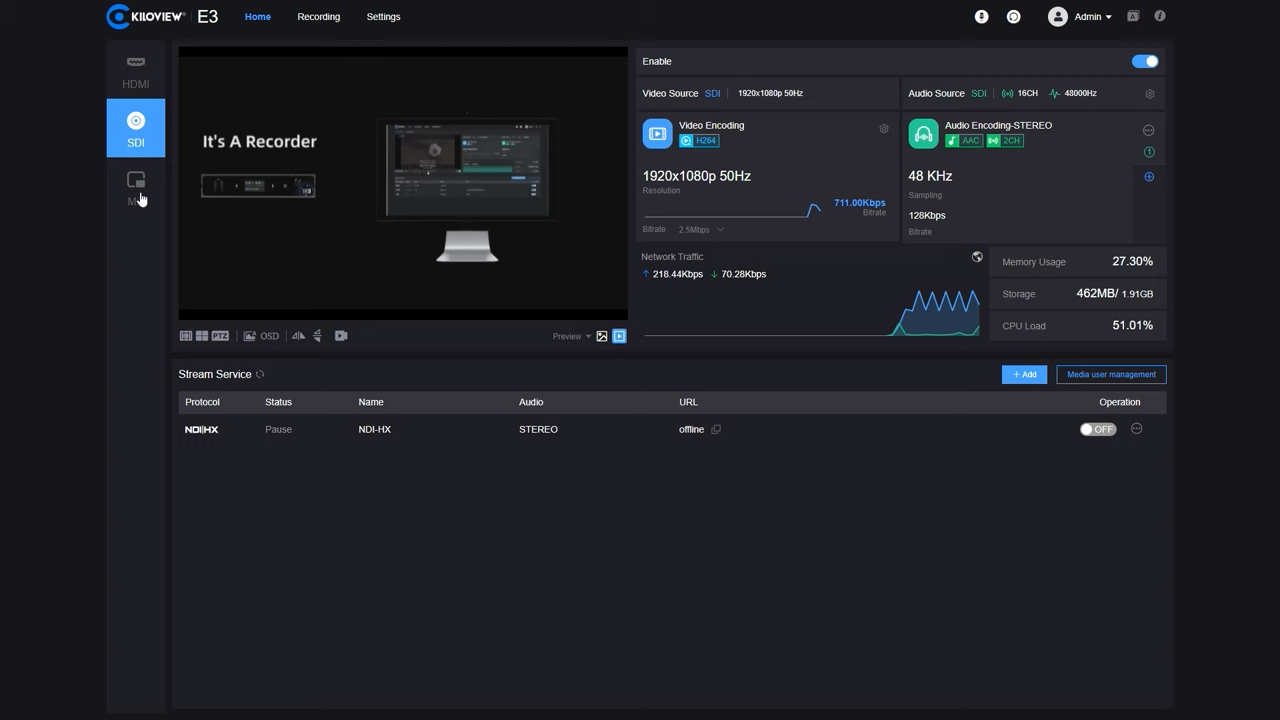 KILOVIEW E3 Home Recording Settings Admin
HDMI
SDI
It's A Recorder
Preview
OSD
PTZ
Enable
Video Source SDI 1920x1080p 50Hz
Audio Source SDI 16CH 48000Hz
Video Encoding
H264
1920x1080p 50Hz
Resolution
711.00Kbps
Bitrate
Bitrate 2.5Mbps
Audio Encoding-STEREO
AAC 2CH
1
48 KHz
Sampling
128Kbps
Bitrate
Network Traffic
218.44Kbps 70.28Kbps
Memory Usage 27.30%
Storage 462MB/ 1.91GB
CPU Load 51.01%
Stream Service
+ Add Media user management
Protocol Status Name Audio URL Operation
NDI|HX Pause NDI-HX STEREO offline OFF